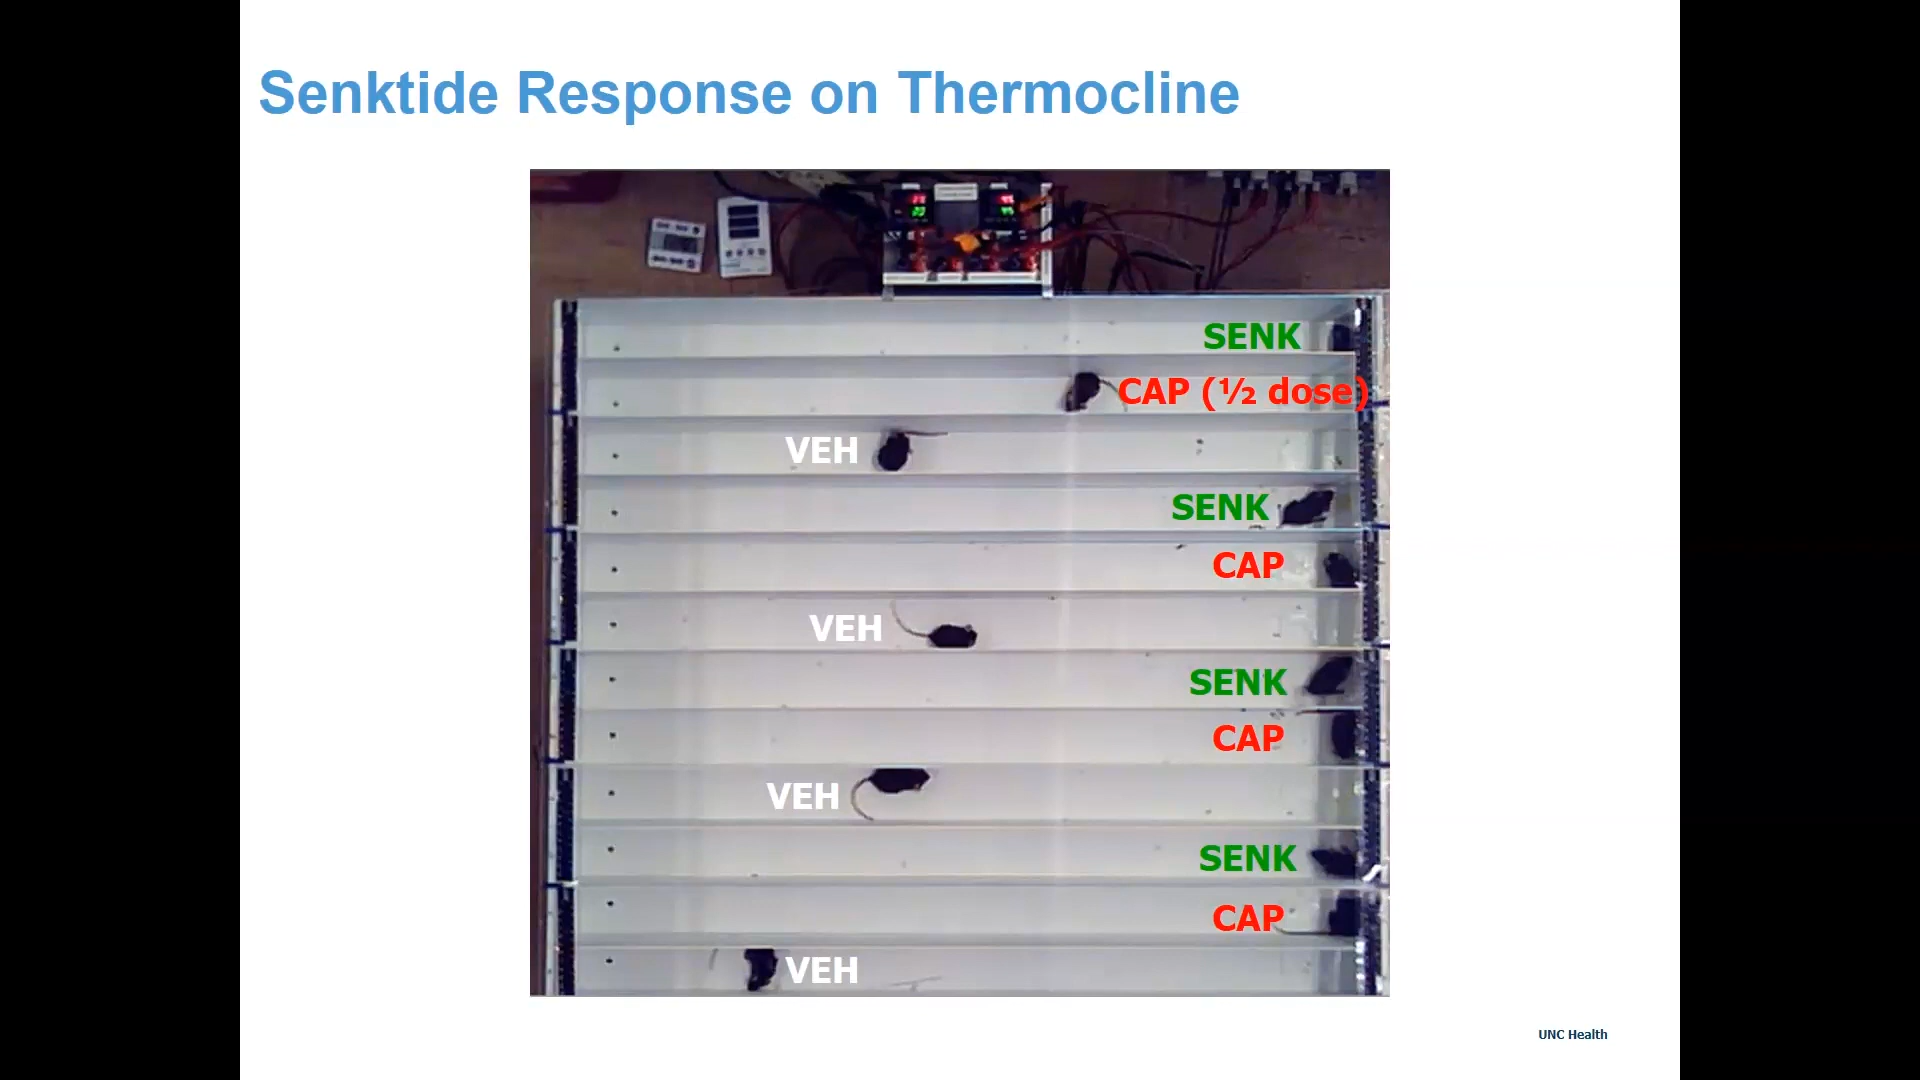 Senktide Response on Thermocline
SENK
CAP (½ dose)
VEH
SENK
CAP
VEH
SENK
CAP
VEH
SENK
CAP
VEH
UNC Health